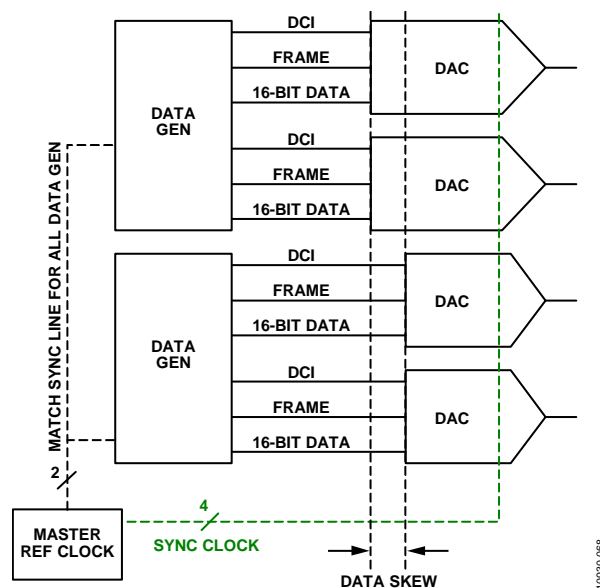 DCI
FRAME
16-BIT DATA
DATA
GEN
DAC
DCI
FRAME
16-BIT DATA
DAC
MATCH SYNC LINE FOR ALL DATA GEN
DCI
FRAME
16-BIT DATA
DATA
GEN
DAC
DCI
FRAME
16-BIT DATA
DAC
2
4
MASTER
REF CLOCK
SYNC CLOCK
DATA SKEW
10930-068